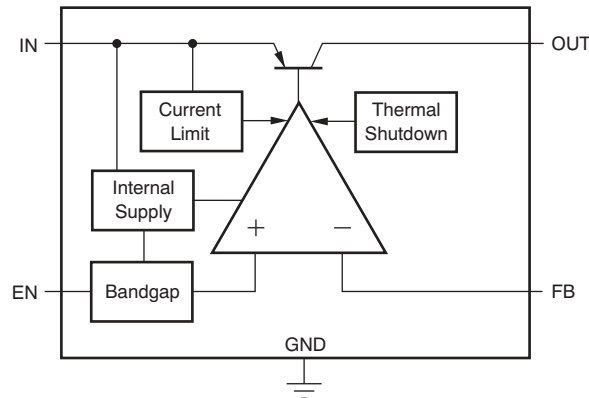 IN
OUT
Current
Limit
Thermal
Shutdown
Internal
Supply
+
−
EN
Bandgap
FB
GND